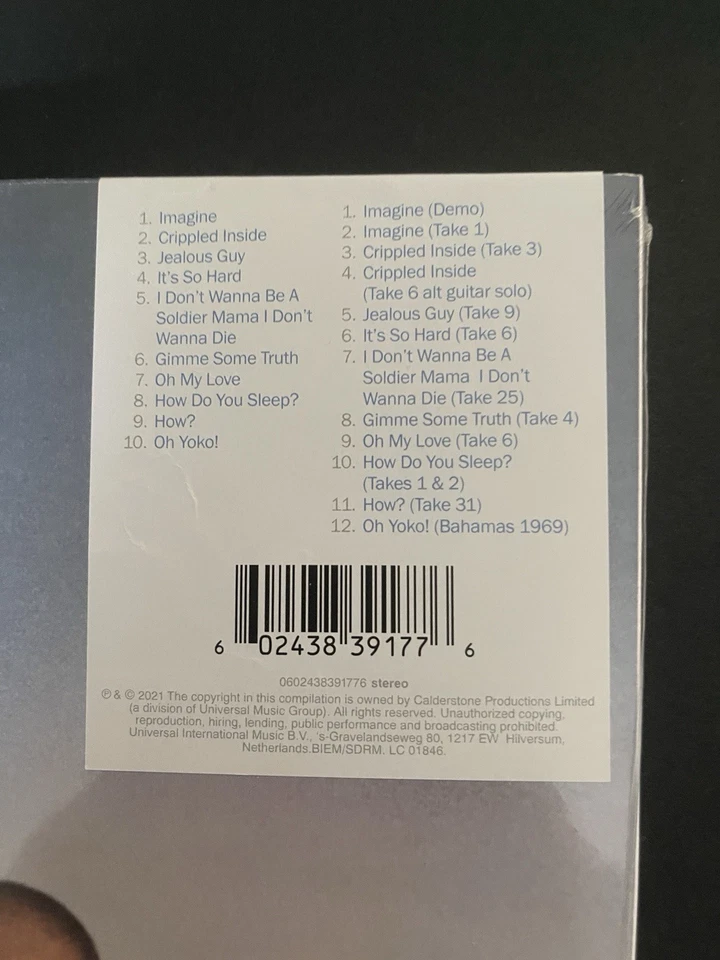 1. Imagine
2. Crippled Inside
3. Jealous Guy
4. It's So Hard
5. I Don't Wanna Be A
Soldier Mama I Don't
Wanna Die
6. Gimme Some Truth
7. Oh My Love
8. How Do You Sleep?
9. How?
10. Oh Yoko!
1. Imagine (Demo)
2. Imagine (Take 1)
3. Crippled Inside (Take 3)
4. Crippled Inside
(Take 6 alt guitar solo)
5. Jealous Guy (Take 9)
6. It's So Hard (Take 6)
7. I Don't Wanna Be A
Soldier Mama I Don't
Wanna Die (Take 25)
8. Gimme Some Truth (Take 4)
9. Oh My Love (Take 6)
10. How Do You Sleep?
(Takes 1 & 2)
11. How? (Take 31)
12. Oh Yoko! (Bahamas 1969)
6 02438 39177 6
0602438391776 stereo
℗ & © 2021 The copyright in this compilation is owned by Calderstone Productions Limited
(a division of Universal Music Group). All rights reserved. Unauthorized copying,
reproduction, hiring, lending, public performance and broadcasting prohibited.
Universal International Music B.V., 's-Gravelandseweg 80, 1217 EW Hilversum,
Netherlands.BIEM/SDRM. LC 01846.